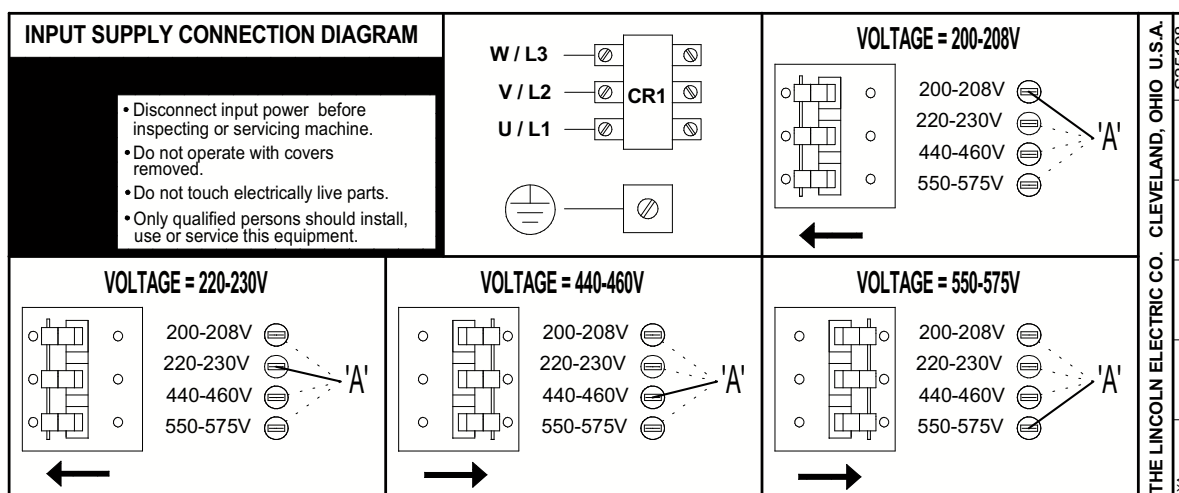 INPUT SUPPLY CONNECTION DIAGRAM
• Disconnect input power before
inspecting or servicing machine.
• Do not operate with covers
removed.
• Do not touch electrically live parts.
• Only qualified persons should install,
use or service this equipment.
W / L3
V / L2
U / L1
CR1
VOLTAGE = 200-208V
200-208V
220-230V
440-460V
550-575V
'A'
VOLTAGE = 220-230V
200-208V
220-230V
440-460V
550-575V
'A'
VOLTAGE = 440-460V
200-208V
220-230V
440-460V
550-575V
'A'
VOLTAGE = 550-575V
200-208V
220-230V
440-460V
550-575V
'A'
THE LINCOLN ELECTRIC CO. CLEVELAND, OHIO U.S.A.